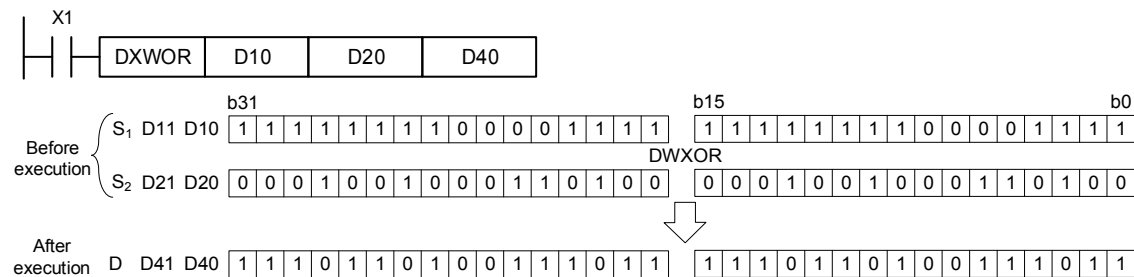 X1
DXWOR D10 D20 D40
b31 b15 b0
S1 D11 D10 1 1 1 1 1 1 1 1 0 0 0 0 1 1 1 1 1 1 1 1 1 1 1 1 0 0 0 0 1 1 1 1
Before
execution
DWXOR
S2 D21 D20 0 0 0 1 0 0 1 0 0 0 1 1 0 1 0 0 0 0 0 1 0 0 1 0 0 0 1 1 0 1 0 0
After
execution
D D41 D40 1 1 1 0 1 1 0 1 0 0 1 1 1 0 1 1 1 1 1 0 1 1 0 1 0 0 1 1 1 0 1 1